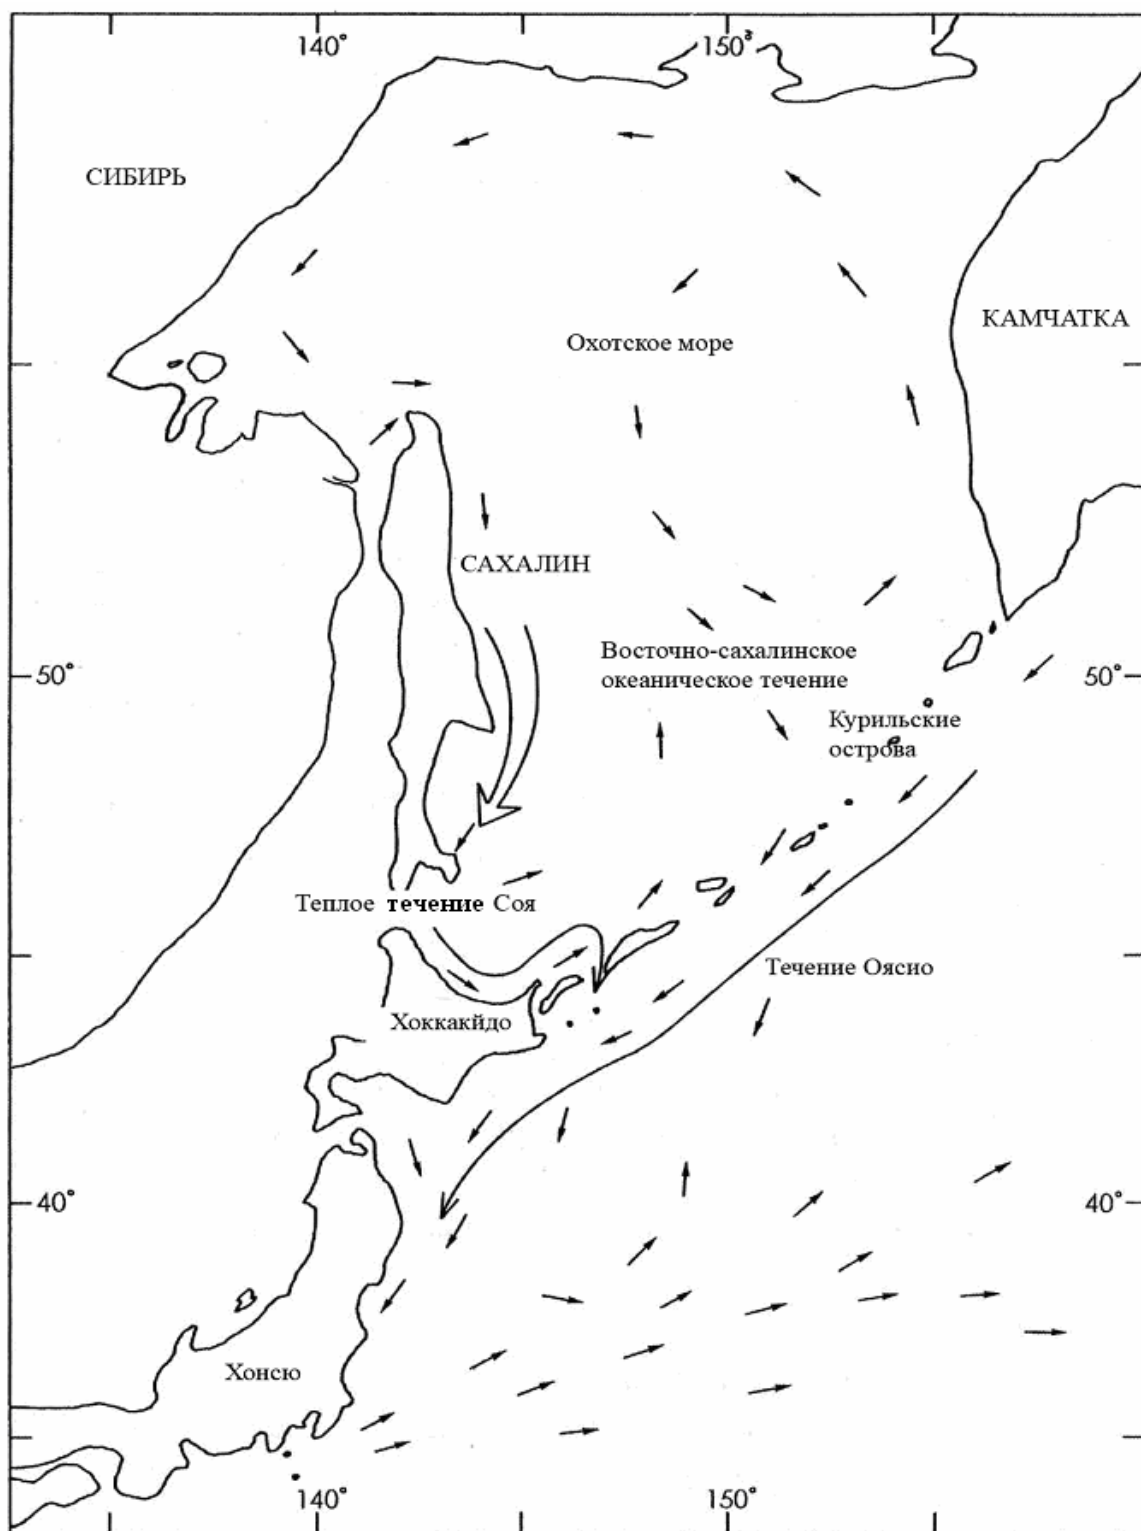 140°
150°
СИБИРЬ
КАМЧАТКА
Охотское море
САХАЛИН
Восточно-сахалинское
океаническое течение
50°
50°
Курильские
острова
Теплое течение Соя
Течение Оясио
Хоккакйдо
40°
40°
Хонсю
140°
150°